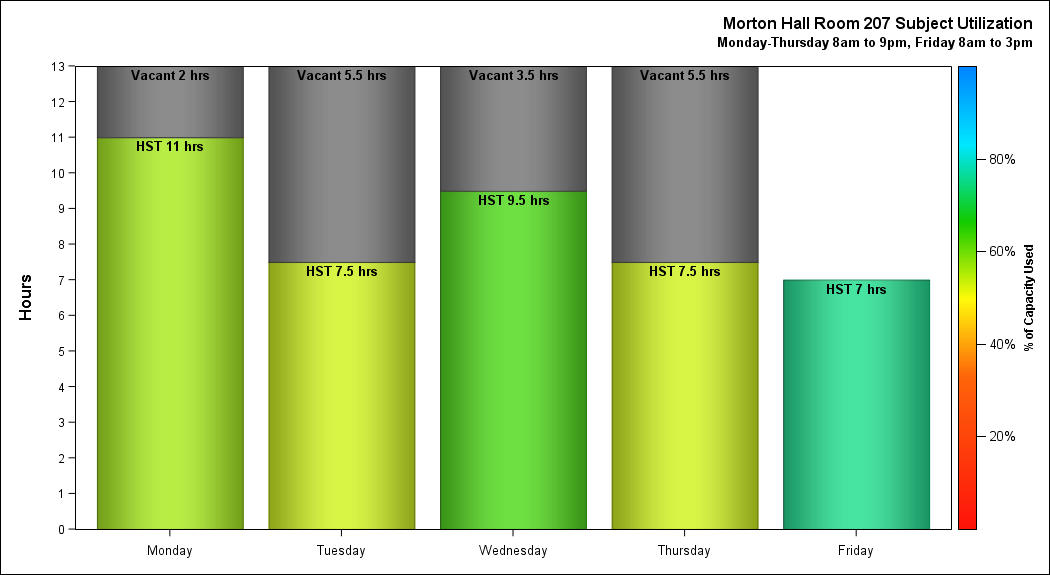 Morton Hall Room 207 Subject Utilization
Monday-Thursday 8am to 9pm, Friday 8am to 3pm
Hours
13
12
11
10
9
8
7
6
5
4
3
2
1
0
Vacant 2 hrs
HST 11 hrs
Vacant 5.5 hrs
HST 7.5 hrs
Vacant 3.5 hrs
HST 9.5 hrs
Vacant 5.5 hrs
HST 7.5 hrs
HST 7 hrs
Monday
Tuesday
Wednesday
Thursday
Friday
80%
60%
40%
20%
% of Capacity Used